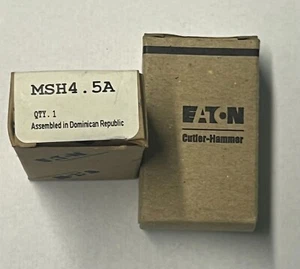 MSH4.5A
QTY. 1
Assembled in Dominican Republic
EATON
Cutler-Hammer